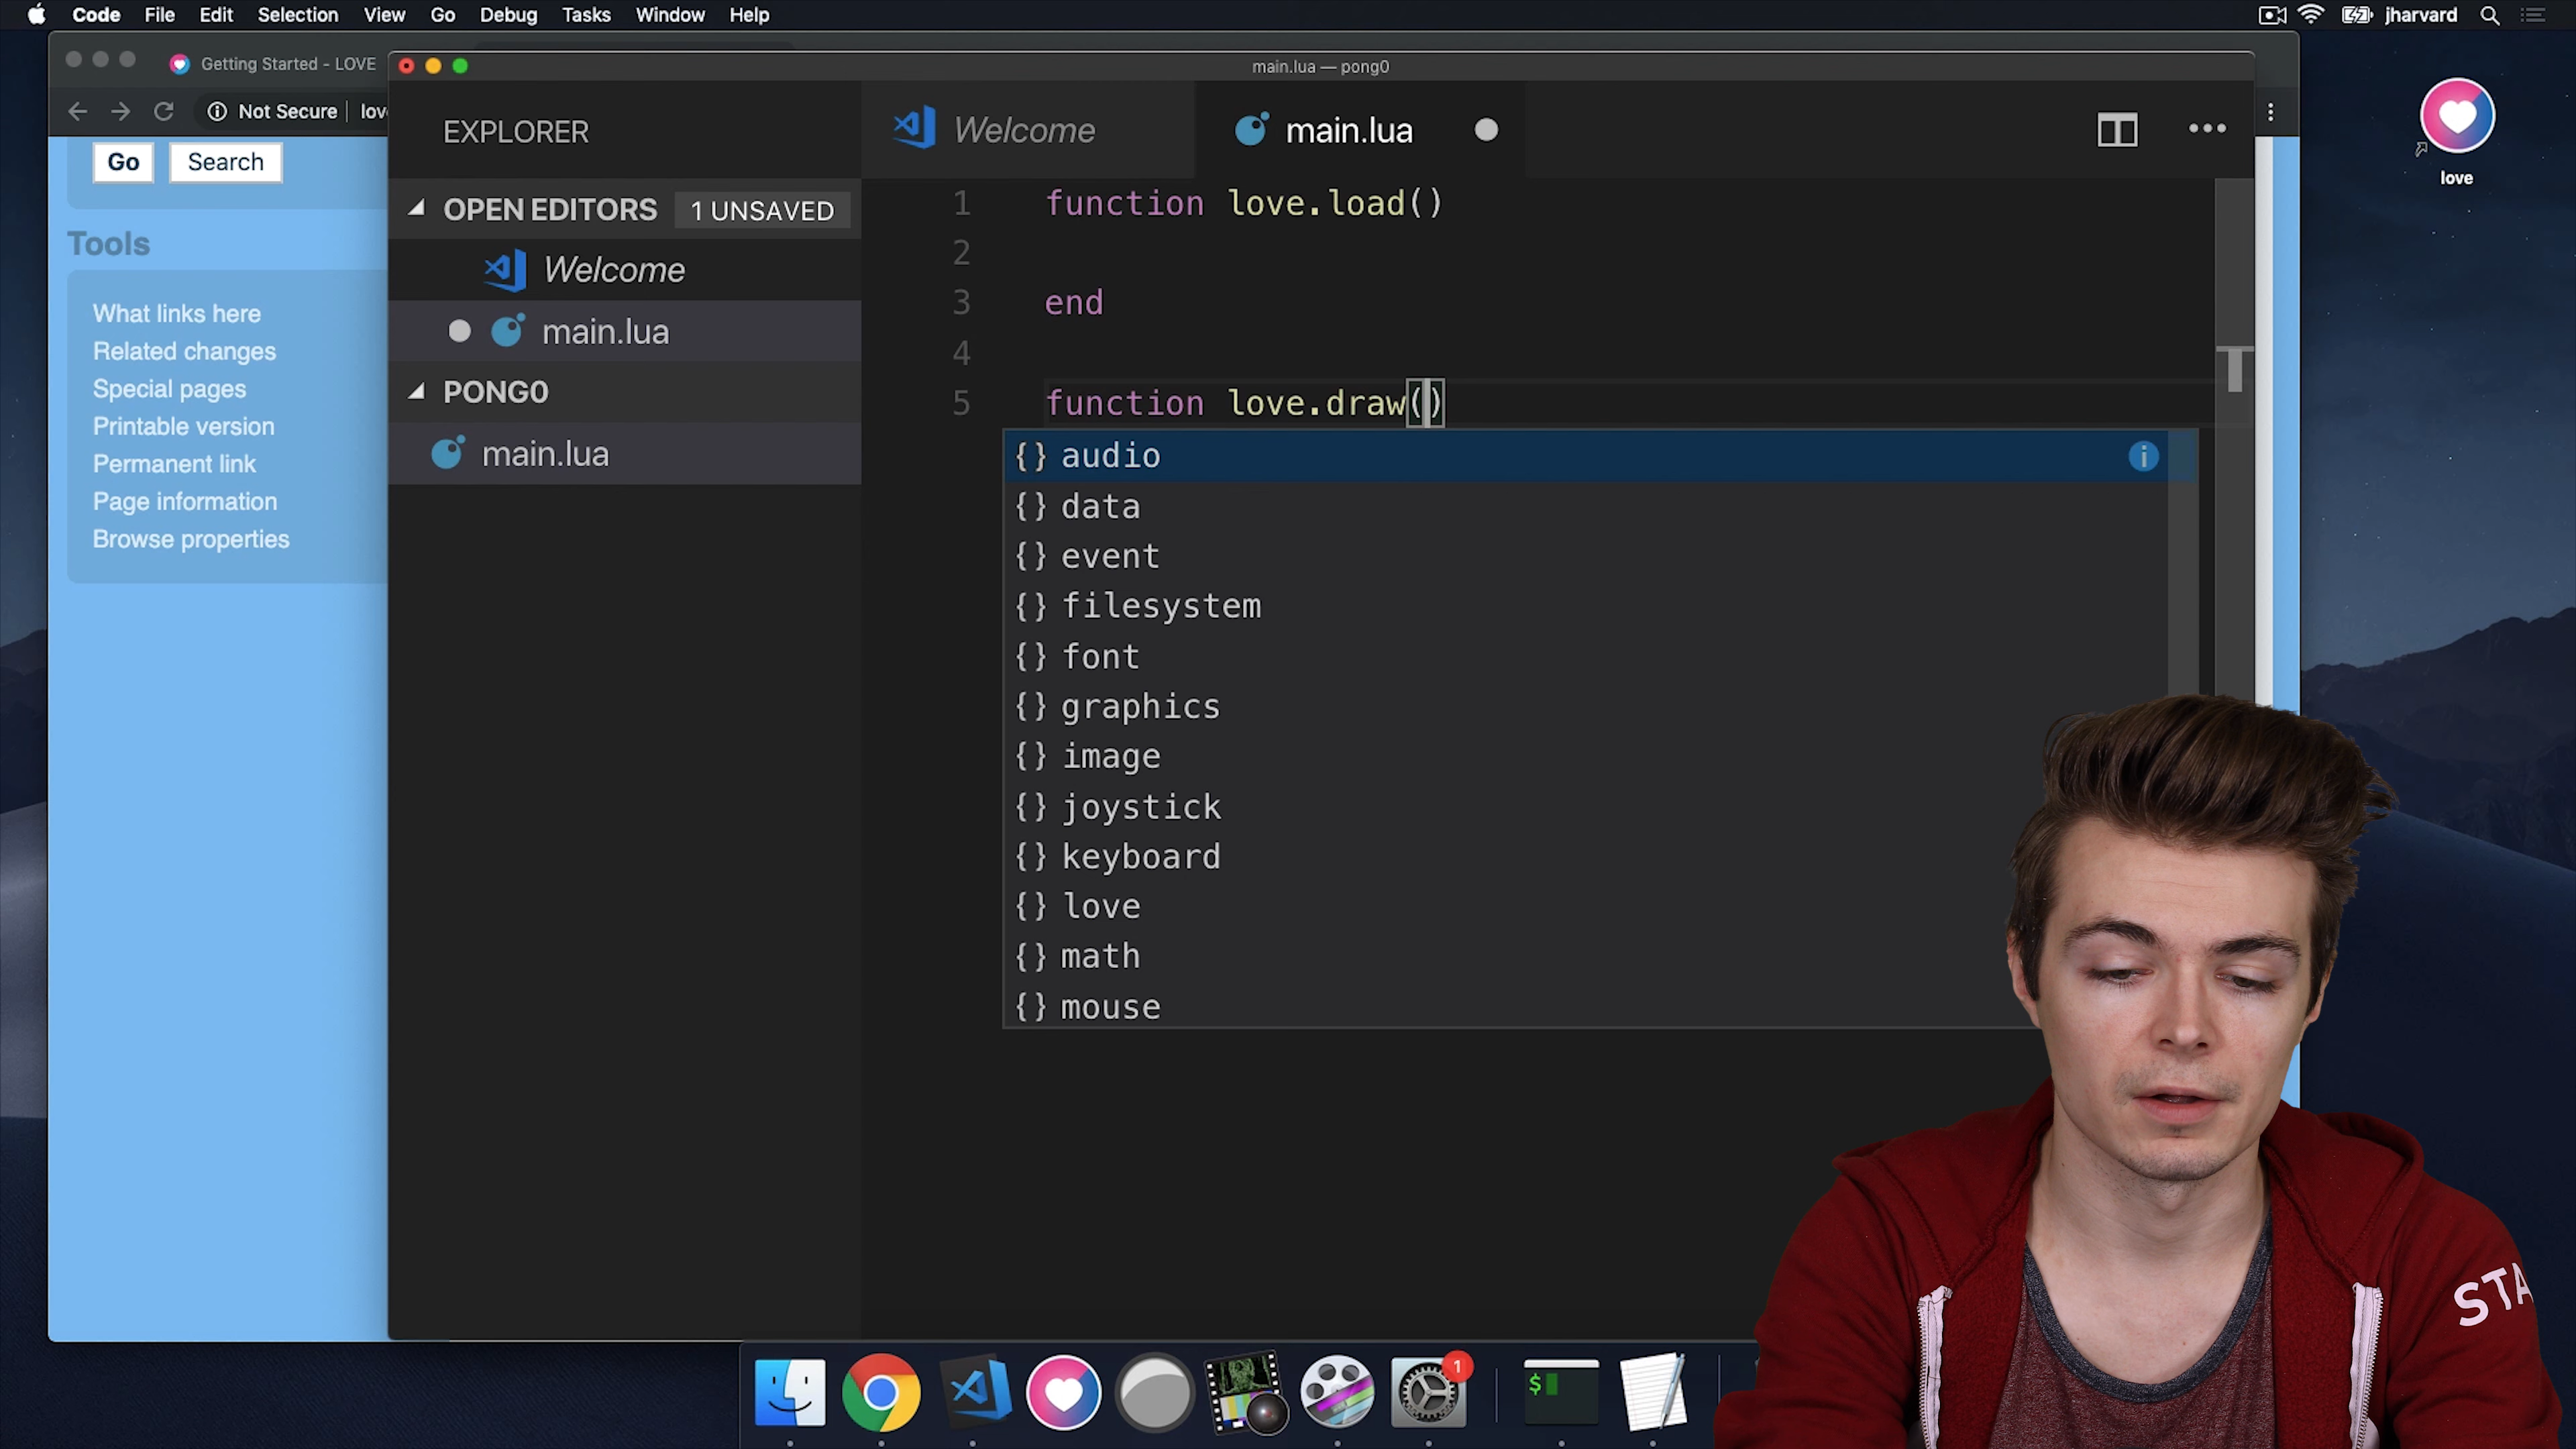 Code File Edit Selection View Go Debug Tasks Window Help jharvard
Getting Started - LOVE
main.lua — pong0
Not Secure | lov
love
Go Search
Tools
What links here
Related changes
Special pages
Printable version
Permanent link
Page information
Browse properties
EXPLORER
OPEN EDITORS 1 UNSAVED
Welcome
main.lua
PONG0
main.lua
Welcome main.lua
1 function love.load()
2
3 end
4
5 function love.draw()
{} audio
{} data
{} event
{} filesystem
{} font
{} graphics
{} image
{} joystick
{} keyboard
{} love
{} math
{} mouse
STA
1
$